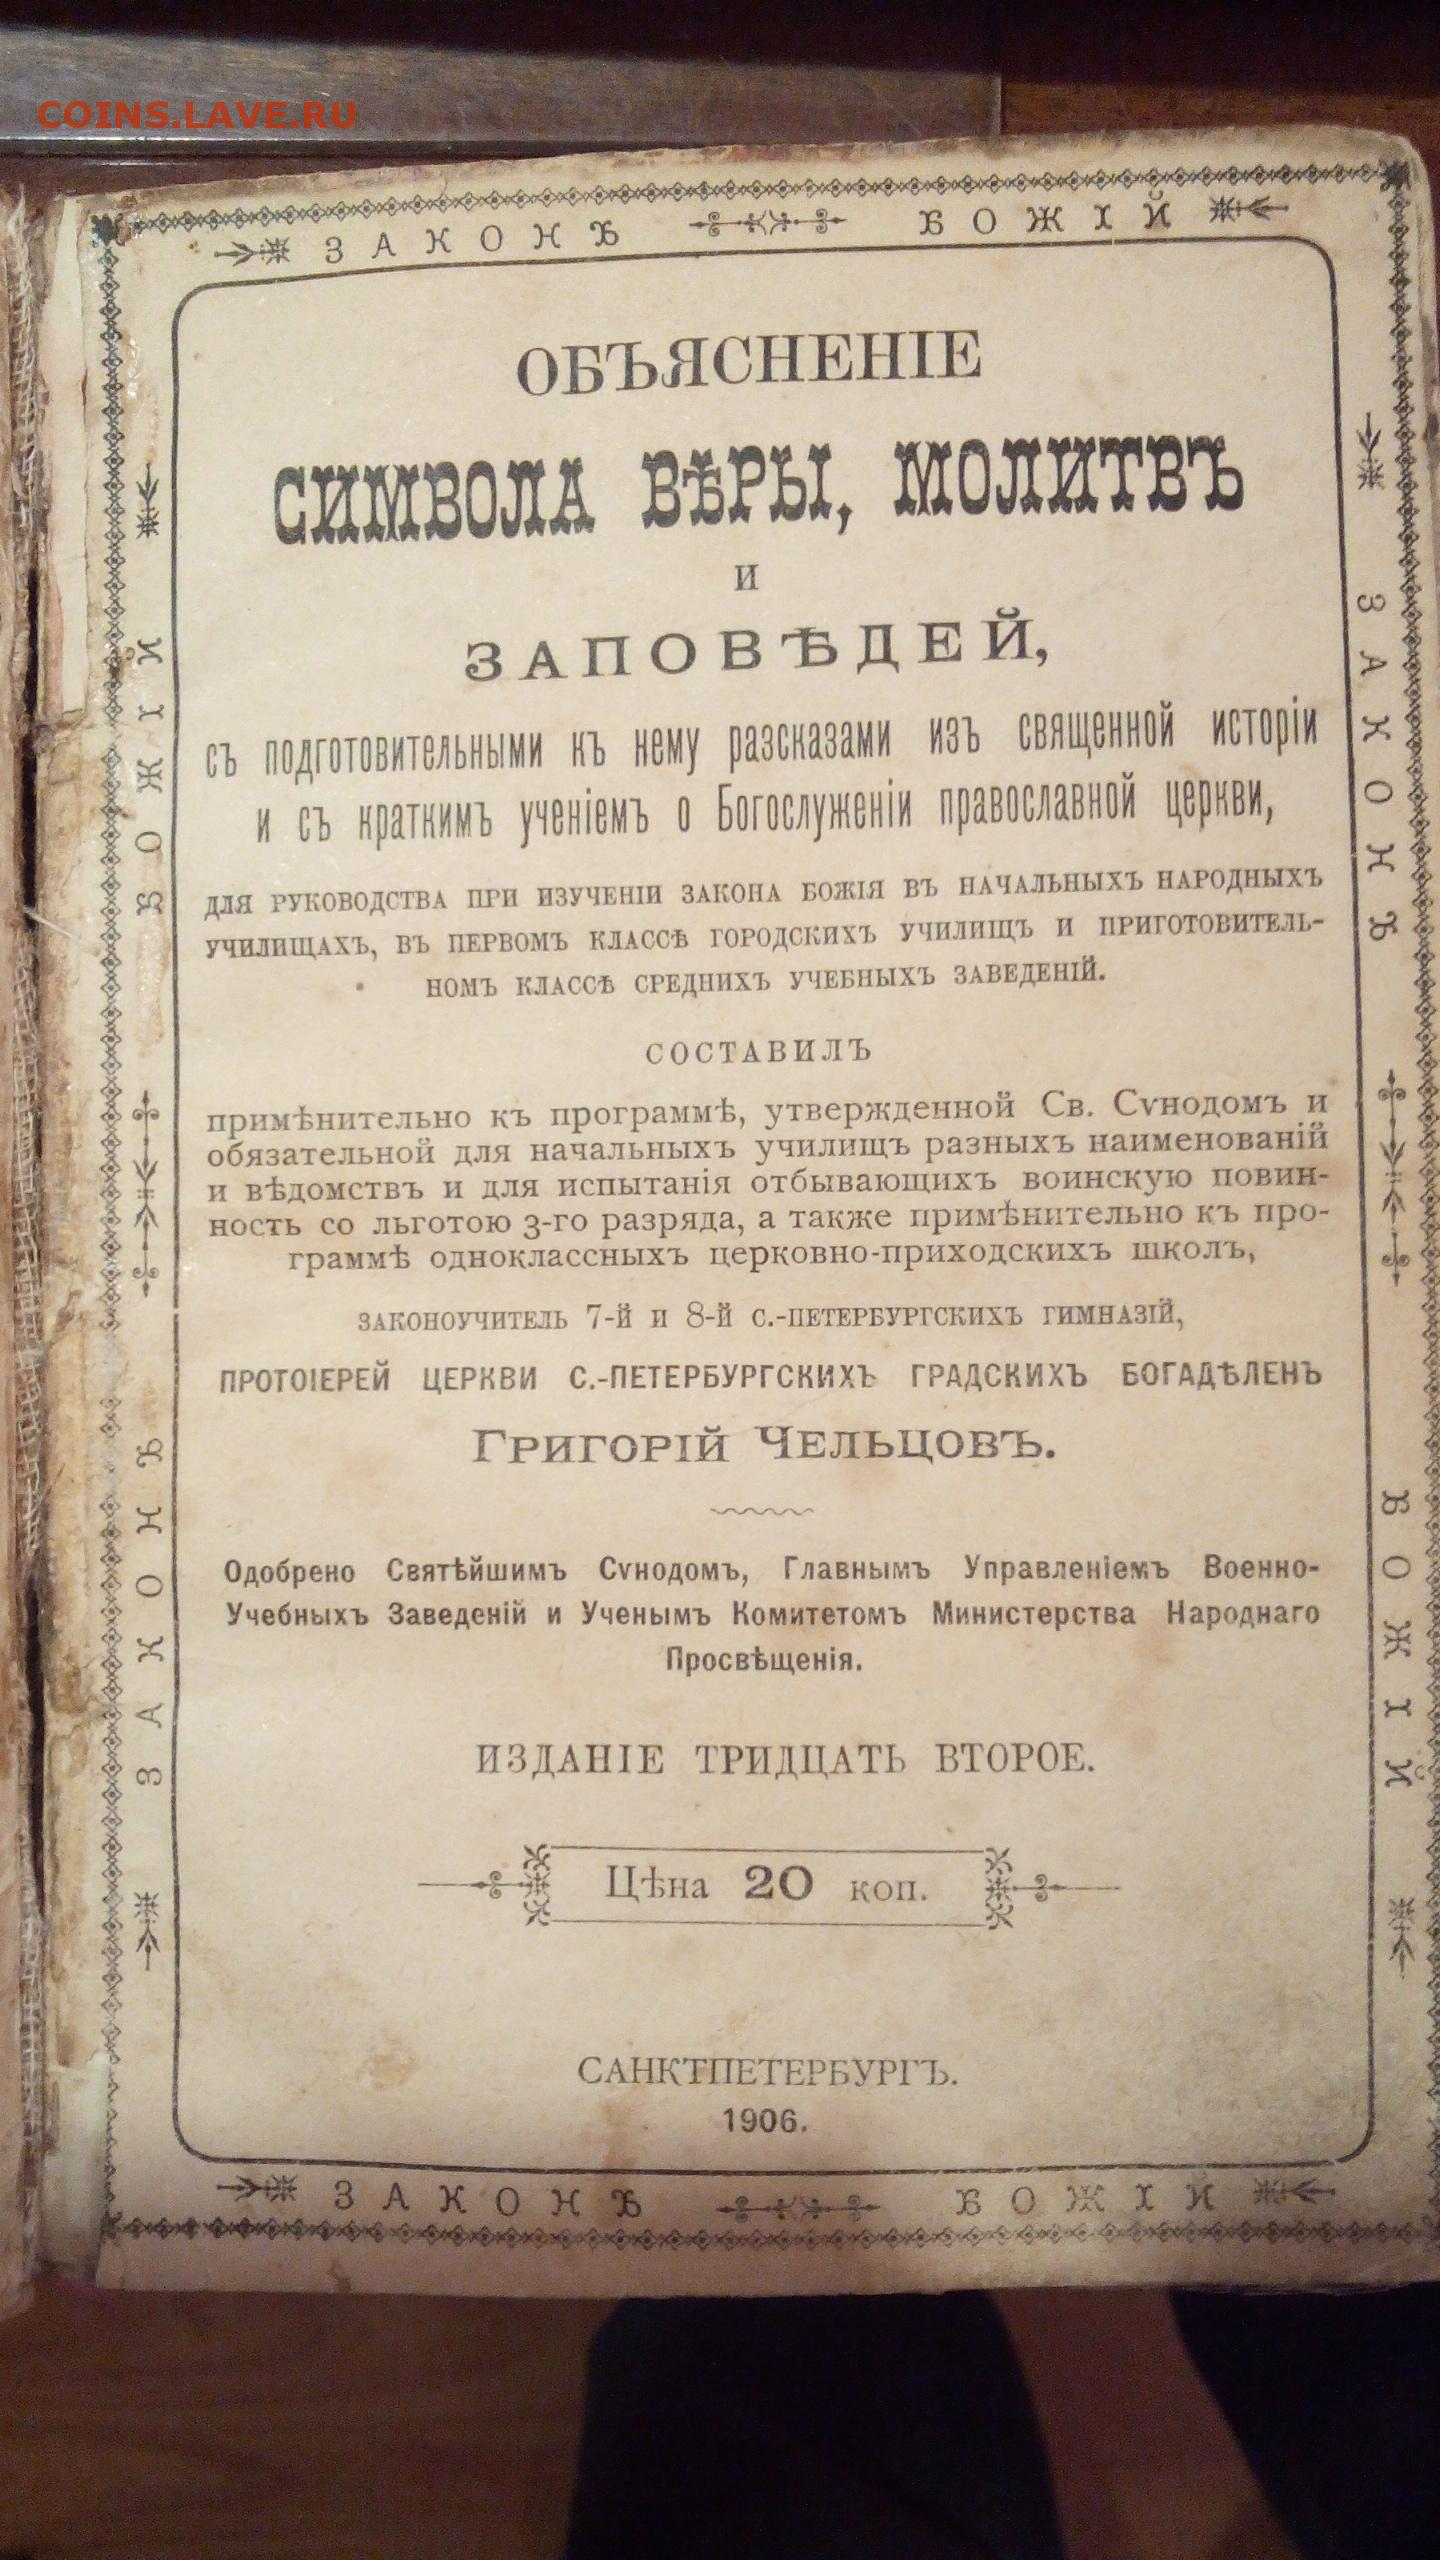 COINS.LAVE.RU
ЗАКОНЪ БОЖІЙ
ОБЪЯСНЕНІЕ
СИМВОЛА ВѢРЫ, МОЛИТВЪ
И
ЗАПОВѢДЕЙ,
съ подготовительными къ нему разсказами изъ священной исторіи
и съ краткимъ ученіемъ о Богослуженіи православной церкви,
ДЛЯ РУКОВОДСТВА ПРИ ИЗУЧЕНІИ ЗАКОНА БОЖІЯ ВЪ НАЧАЛЬНЫХЪ НАРОДНЫХЪ
УЧИЛИЩАХЪ, ВЪ ПЕРВОМЪ КЛАССѢ ГОРОДСКИХЪ УЧИЛИЩЪ И ПРИГОТОВИТЕЛЬ-
НОМЪ КЛАССѢ СРЕДНИХЪ УЧЕБНЫХЪ ЗАВЕДЕНІЙ.
СОСТАВИЛЪ
примѣнительно къ программѣ, утвержденной Св. Сѵнодомъ и
обязательной для начальныхъ училищъ разныхъ наименованій
и вѣдомствъ и для испытанія отбывающихъ воинскую повин-
ность со льготою 3-го разряда, а также примѣнительно къ про-
граммѣ одноклассныхъ церковно-приходскихъ школъ,
ЗАКОНОУЧИТЕЛЬ 7-Й И 8-Й С.-ПЕТЕРБУРГСКИХЪ ГИМНАЗІЙ,
ПРОТОІЕРЕЙ ЦЕРКВИ С.-ПЕТЕРБУРГСКИХЪ ГРАДСКИХЪ БОГАДѢЛЕНЪ
ГРИГОРІЙ ЧЕЛЬЦОВЪ.
Одобрено Святѣйшимъ Сѵнодомъ, Главнымъ Управленіемъ Военно-
Учебныхъ Заведеній и Ученымъ Комитетомъ Министерства Народнаго
Просвѣщенія.
ИЗДАНІЕ ТРИДЦАТЬ ВТОРОЕ.
Цѣна 20 коп.
САНКТПЕТЕРБУРГЪ.
1906.
ЗАКОНЪ БОЖІЙ
ЗАКОНЪ БОЖІЙ
ЗАКОНЪ БОЖІЙ